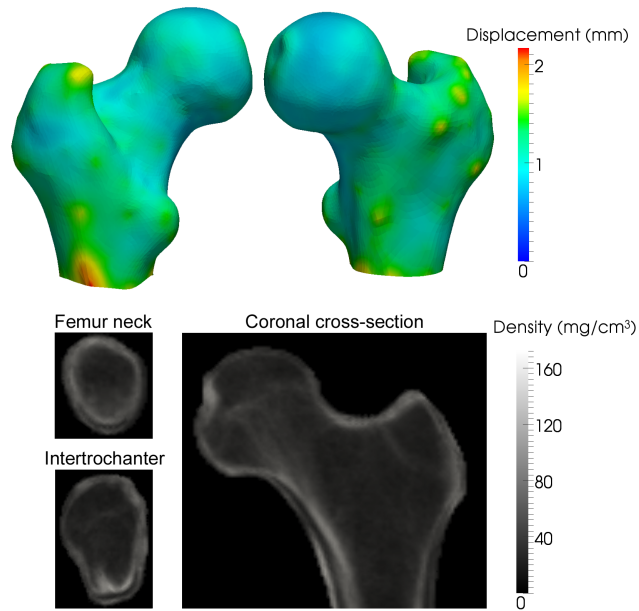 Displacement (mm)
2
1
0
Femur neck
Coronal cross-section
Density (mg/cm³)
160
120
Intertrochanter
80
40
0